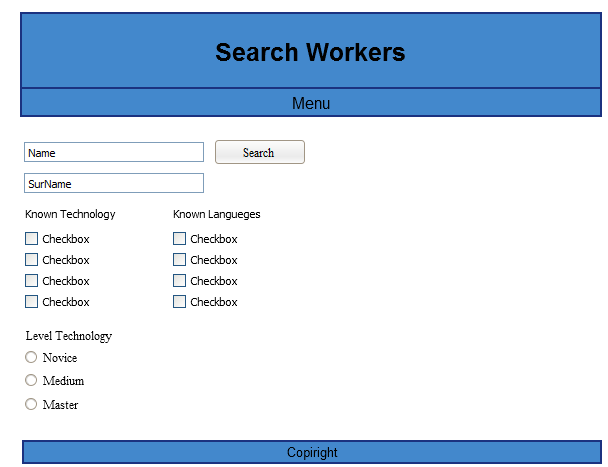 Search Workers
Menu
Name
Search
SurName
Known Technology
Known Langueges
Checkbox
Checkbox
Checkbox
Checkbox
Checkbox
Checkbox
Checkbox
Checkbox
Level Technology
Novice
Medium
Master
Copiright